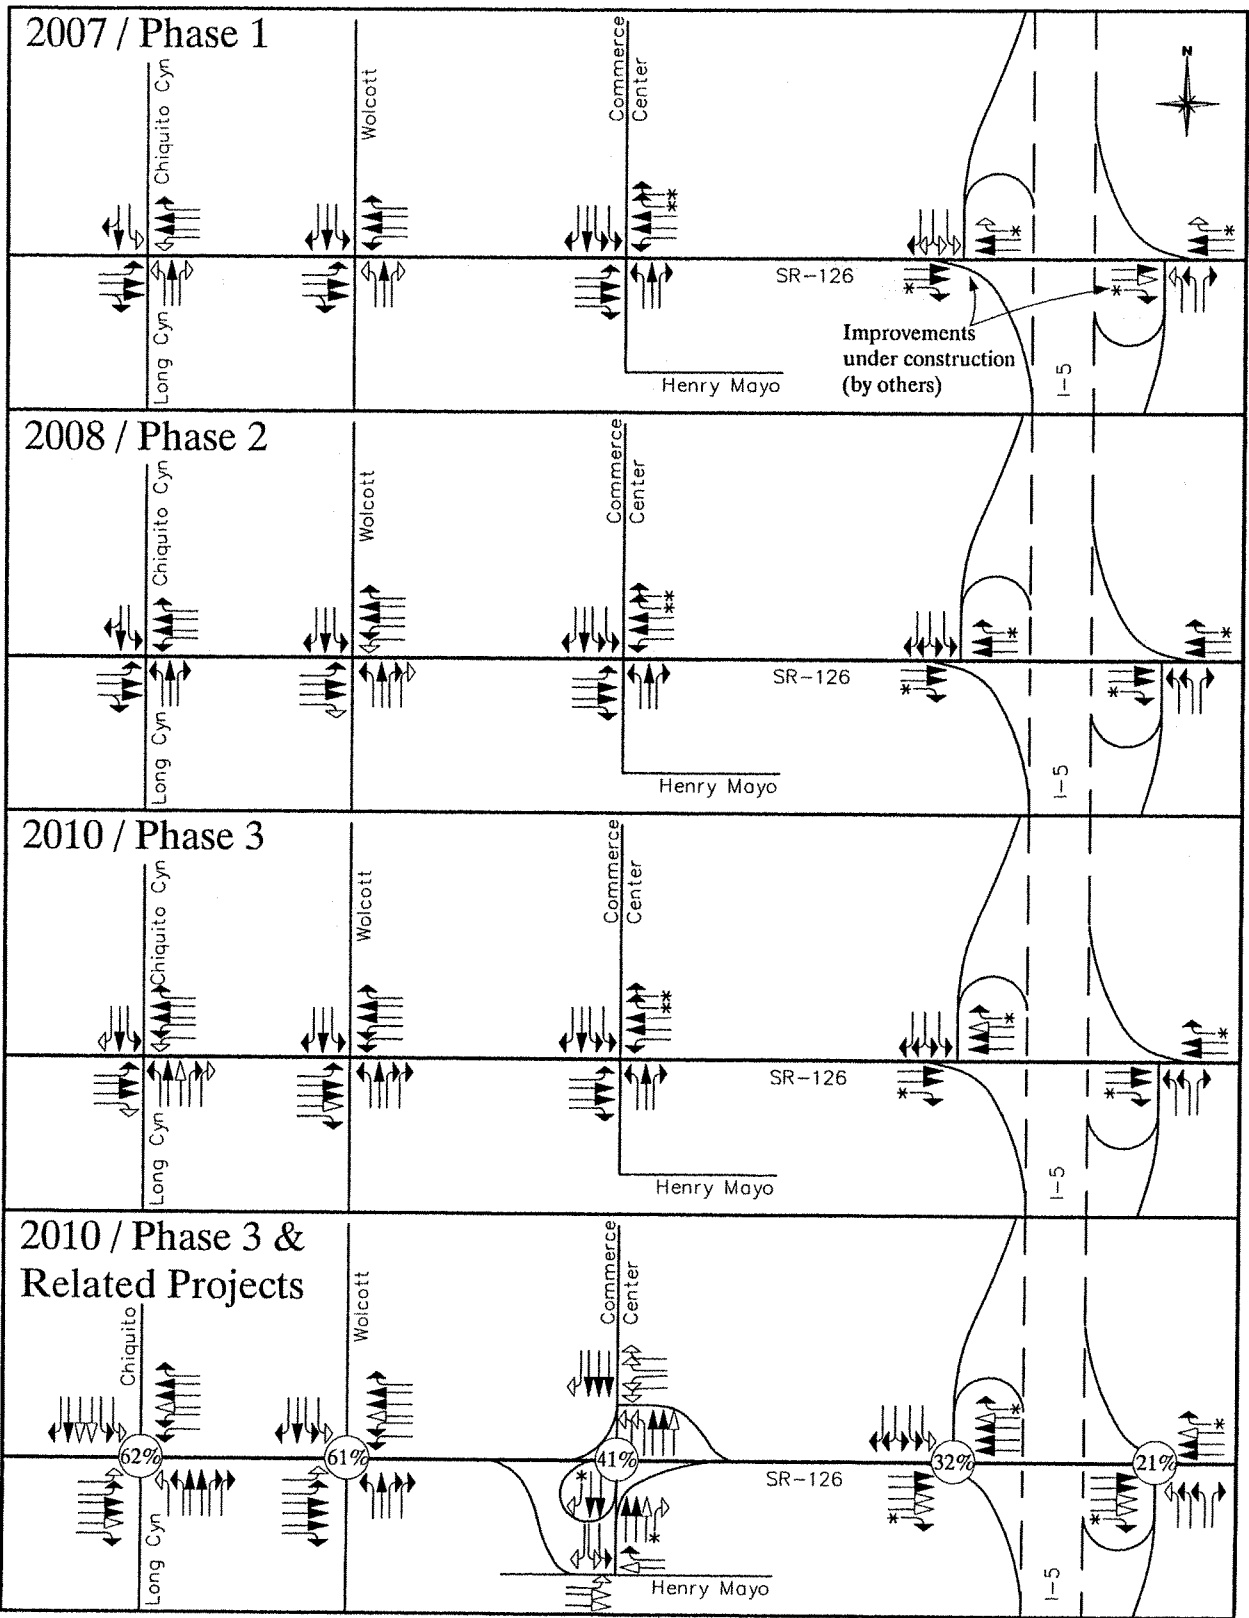 2007 / Phase 1
Chiquito Cyn
Wolcott
Commerce
Center
N
*
*
*
*
SR-126
*
*
Improvements
under construction
(by others)
Long Cyn
Henry Mayo
I-5
2008 / Phase 2
Chiquito Cyn
Wolcott
Commerce
Center
*
*
*
*
SR-126
*
*
Long Cyn
Henry Mayo
I-5
2010 / Phase 3
Chiquito Cyn
Wolcott
Commerce
Center
*
*
*
*
SR-126
*
*
Long Cyn
Henry Mayo
I-5
2010 / Phase 3 &
Related Projects
Chiquito
Wolcott
Commerce
Center
*
*
62%
61%
41%
32%
21%
SR-126
*
*
*
*
Long Cyn
Henry Mayo
I-5